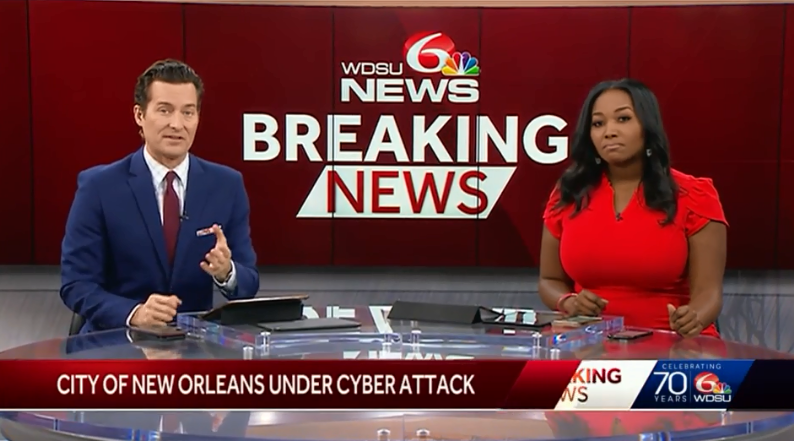 WDSU 6
NEWS
BREAKING
NEWS
CITY OF NEW ORLEANS UNDER CYBER ATTACK
KING
WS
CELEBRATING
70 YEARS
6
WDSU